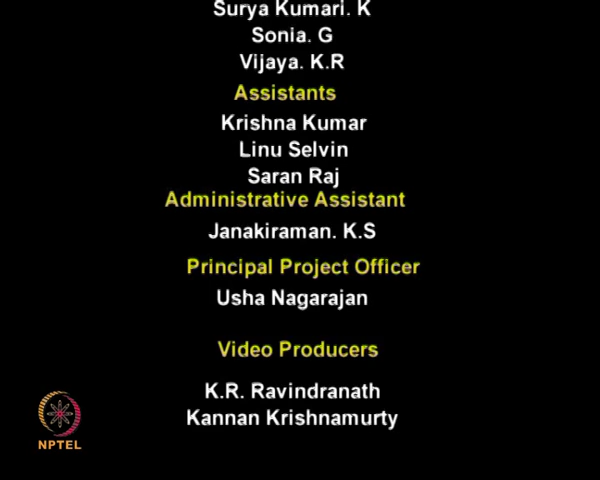 Surya Kumari. K
Sonia. G
Vijaya. K.R
Assistants
Krishna Kumar
Linu Selvin
Saran Raj
Administrative Assistant
Janakiraman. K.S
Principal Project Officer
Usha Nagarajan
Video Producers
K.R. Ravindranath
Kannan Krishnamurty
NPTEL